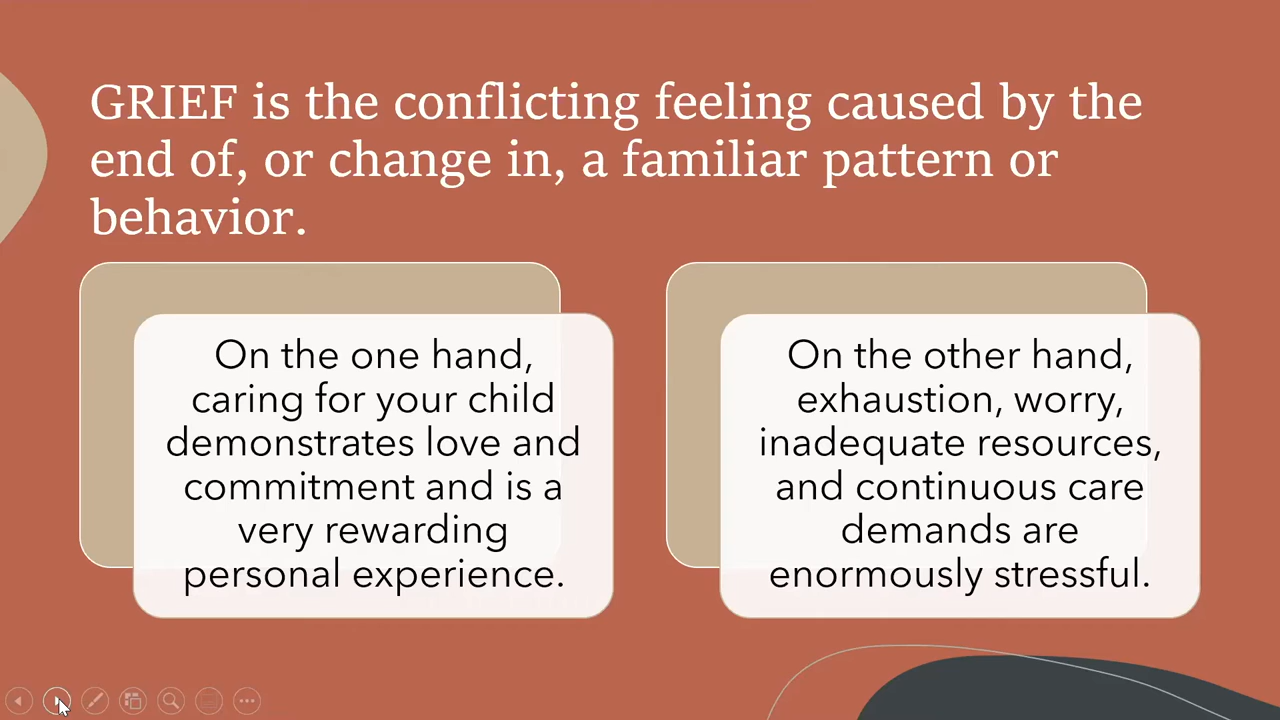 GRIEF is the conflicting feeling caused by the
end of, or change in, a familiar pattern or
behavior.
On the one hand,
caring for your child
demonstrates love and
commitment and is a
very rewarding
personal experience.
On the other hand,
exhaustion, worry,
inadequate resources,
and continuous care
demands are
enormously stressful.